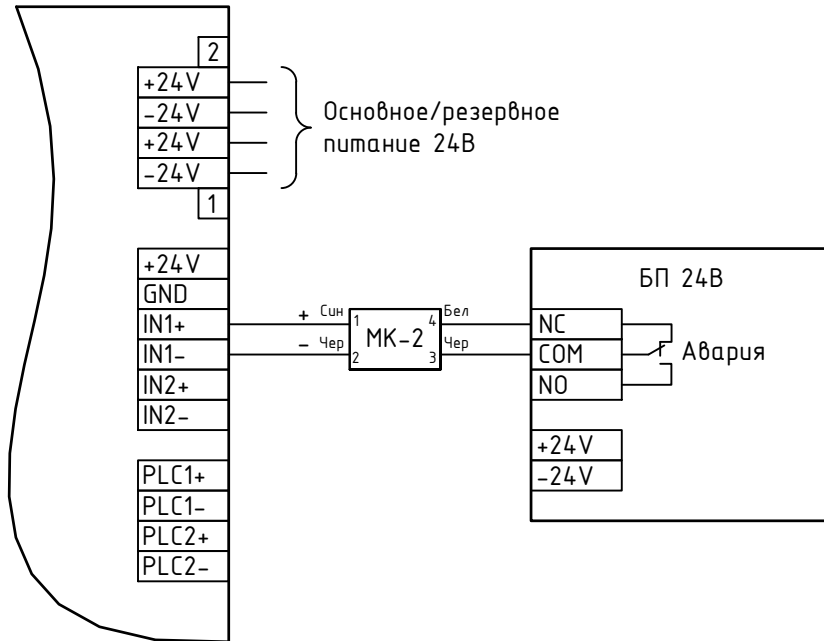 2
+24V
-24V
+24V
-24V
1
Основное/резервное
питание 24В
+24V
GND
IN1+
IN1-
IN2+
IN2-
PLC1+
PLC1-
PLC2+
PLC2-
+ Син
- Чер
1 4
МК-2
2 3
Бел
Чер
БП 24В
NC
COM
NO
Авария
+24V
-24V